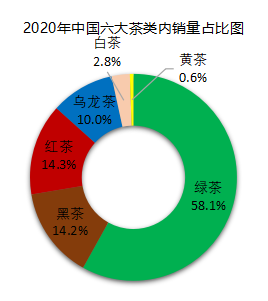 2020年中国六大茶类内销量占比图
白茶
2.8%
黄茶
0.6%
乌龙茶
10.0%
红茶
14.3%
绿茶
58.1%
黑茶
14.2%